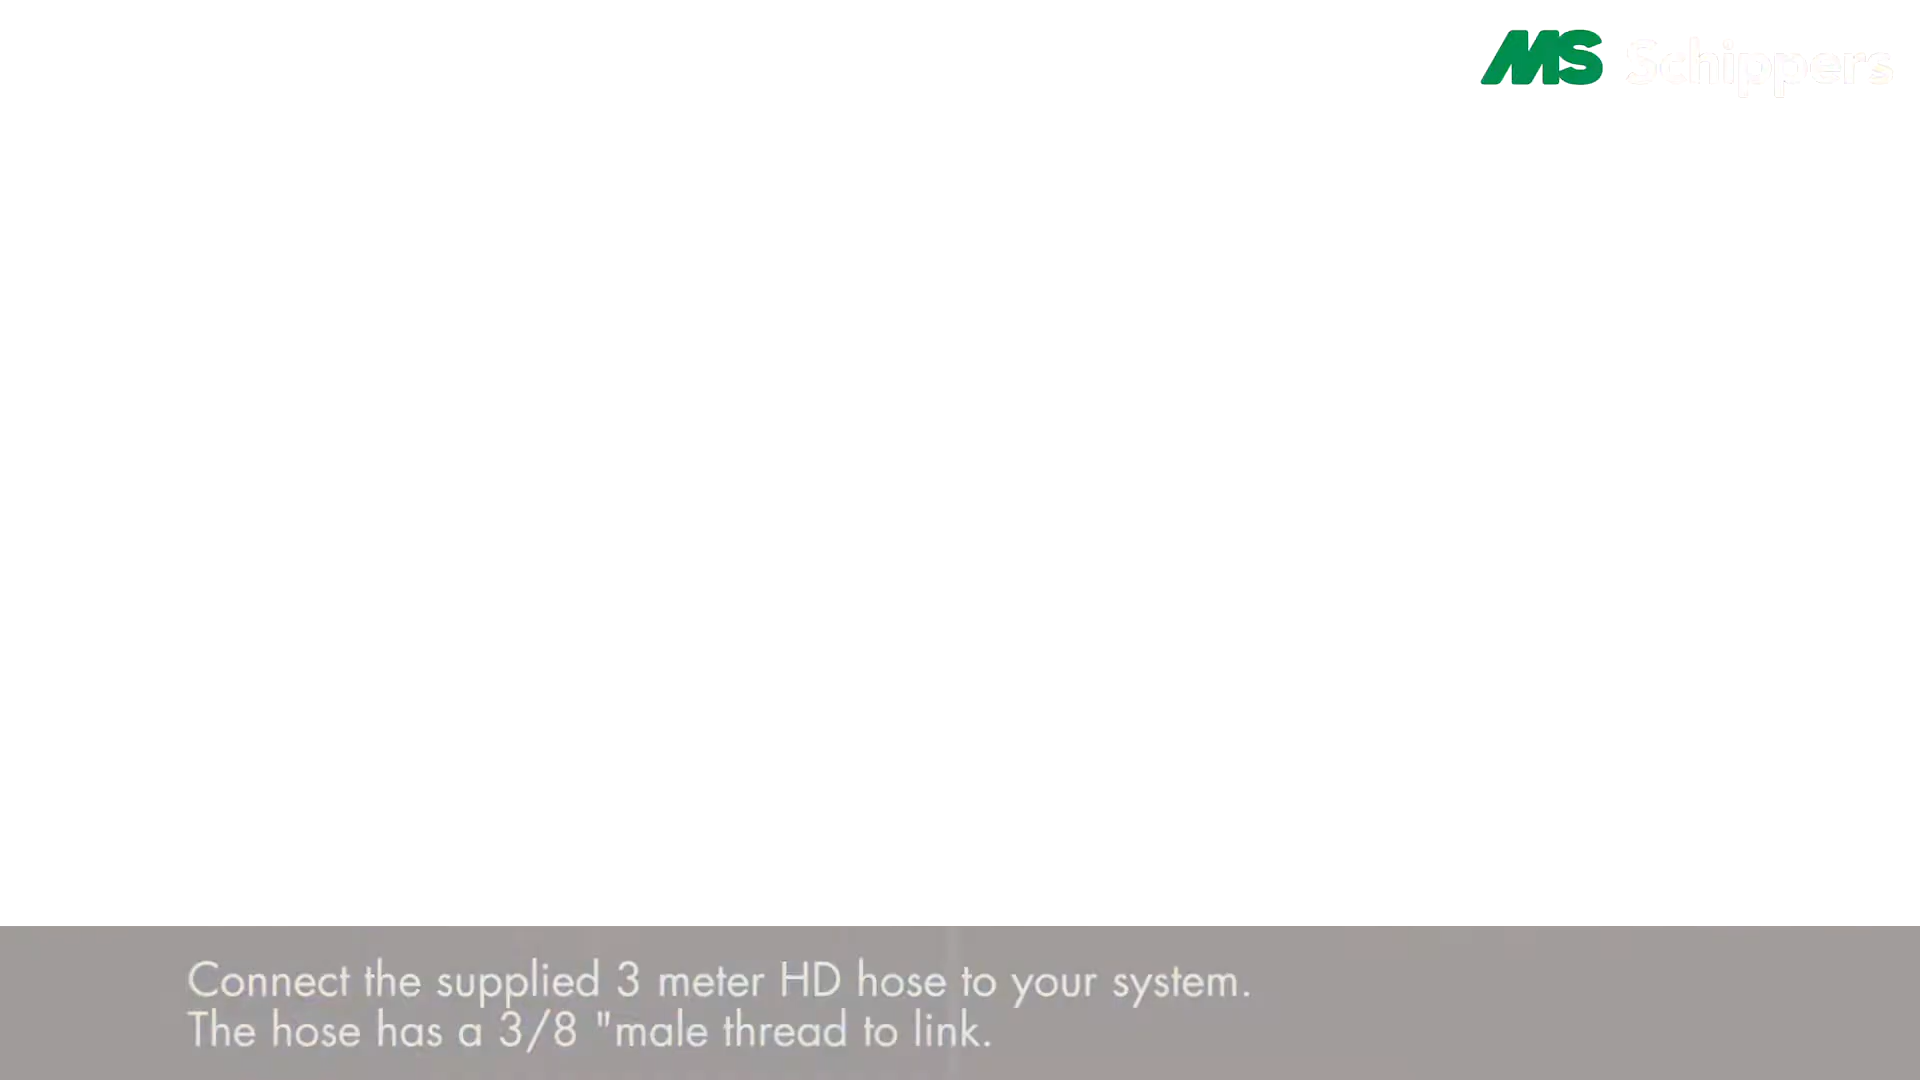 MS Schippers
Connect the supplied 3 meter HD hose to your system.
The hose has a 3/8 "male thread to link.